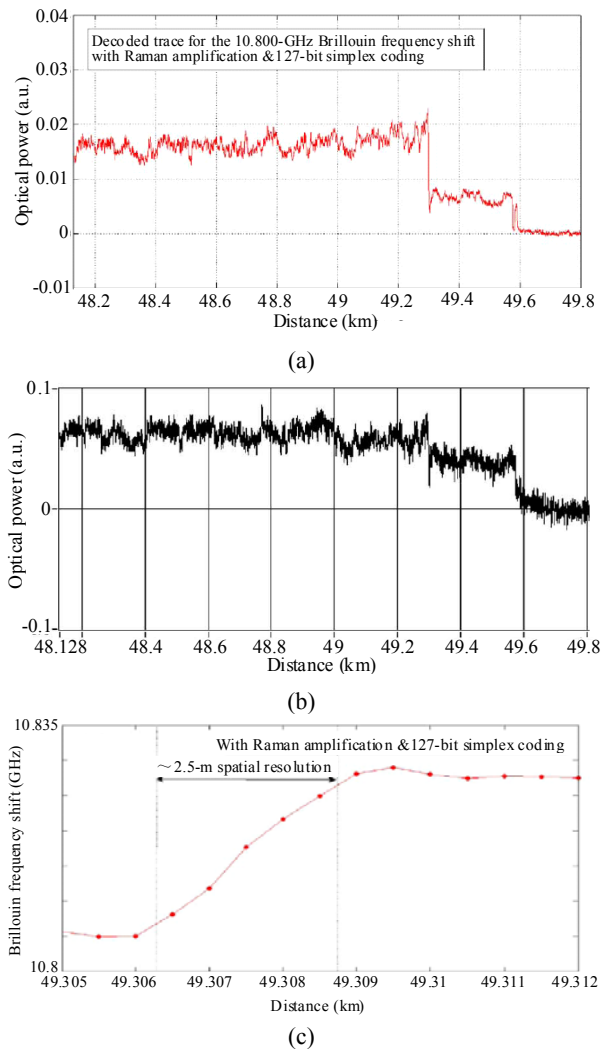 0.04
Decoded trace for the 10.800-GHz Brillouin frequency shift
with Raman amplification &127-bit simplex coding
0.03
0.02
0.01
0
-0.01
Optical power (a.u.)
48.2 48.4 48.6 48.8 49 49.2 49.4 49.6 49.8
Distance (km)
(a)
0.1
0
-0.1
Optical power (a.u.)
48.128 48.4 48.6 48.8 49 49.2 49.4 49.6 49.8
Distance (km)
(b)
10.835
With Raman amplification &127-bit simplex coding
~2.5-m spatial resolution
Brillouin frequency shift (GHz)
10.8
49.305 49.306 49.307 49.308 49.309 49.31 49.311 49.312
Distance (km)
(c)